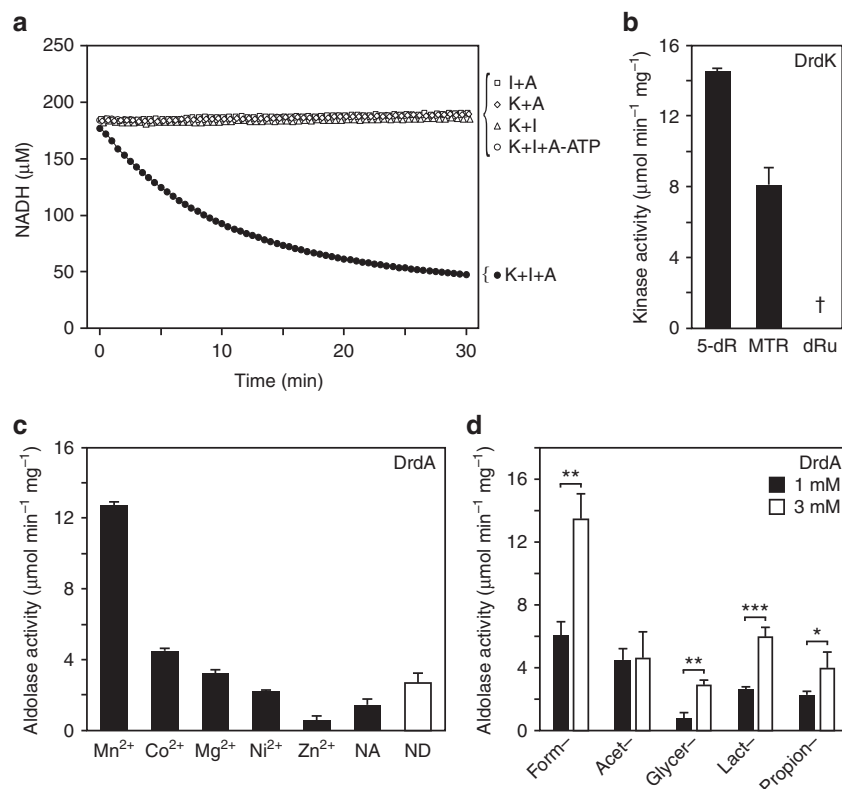 a
250
200
150
100
50
0
NADH (μM)
0 10 20 30
Time (min)
I+A
K+A
K+I
K+I+A-ATP
K+I+A
b
16
12
8
4
0
Kinase activity (μmol min⁻¹ mg⁻¹)
DrdK
†
5-dR MTR dRu
c
16
12
8
4
0
Aldolase activity (μmol min⁻¹ mg⁻¹)
DrdA
Mn²⁺ Co²⁺ Mg²⁺ Ni²⁺ Zn²⁺ NA ND
d
16
12
8
4
0
Aldolase activity (μmol min⁻¹ mg⁻¹)
DrdA
1 mM
3 mM
**
**
***
*
Form– Acet– Glycer– Lact– Propion–